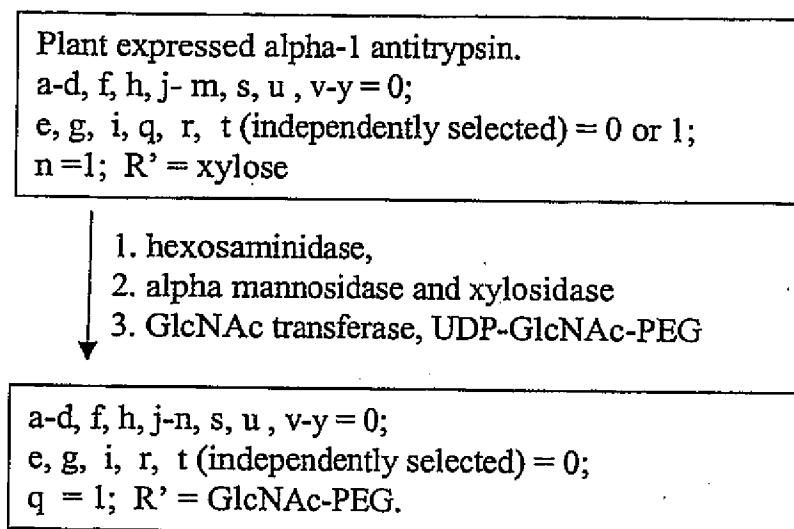 Plant expressed alpha-1 antitrypsin.
a-d, f, h, j- m, s, u , v-y = 0;
e, g, i, q, r, t (independently selected) = 0 or 1;
n =1; R’ = xylose
1. hexosaminidase,
2. alpha mannosidase and xylosidase
3. GlcNAc transferase, UDP-GlcNAc-PEG
a-d, f, h, j-n, s, u , v-y = 0;
e, g, i, r, t (independently selected) = 0;
q = 1; R’ = GlcNAc-PEG.